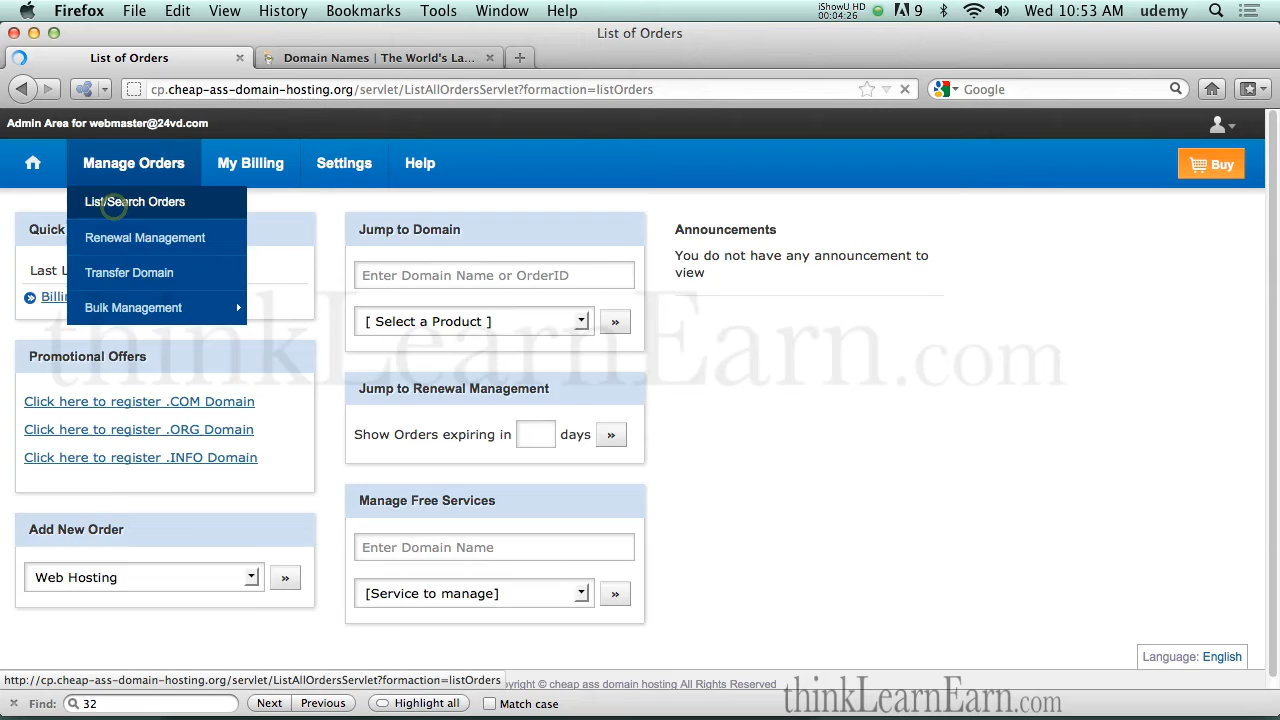 Firefox File Edit View History Bookmarks Tools Window Help iShowU HD 00:04:26 9 Wed 10:53 AM udemy
List of Orders
List of Orders Domain Names | The World's La...
cp.cheap-ass-domain-hosting.org/servlet/ListAllOrdersServlet?formaction=listOrders Google
Admin Area for webmaster@24vd.com
Manage Orders My Billing Settings Help Buy
List/Search Orders
Renewal Management
Transfer Domain
Bulk Management
Quick
Last L
Billin
Promotional Offers
Click here to register .COM Domain
Click here to register .ORG Domain
Click here to register .INFO Domain
Add New Order
Web Hosting »
Jump to Domain
Enter Domain Name or OrderID
[ Select a Product ] »
Jump to Renewal Management
Show Orders expiring in days »
Manage Free Services
Enter Domain Name
[Service to manage] »
Announcements
You do not have any announcement to
view
thinkLearnEarn.com
Language: English
http://cp.cheap-ass-domain-hosting.org/servlet/ListAllOrdersServlet?formaction=listOrders
yright © cheap ass domain hosting All Rights Reserved
thinkLearnEarn.com
Find: 32 Next Previous Highlight all Match case